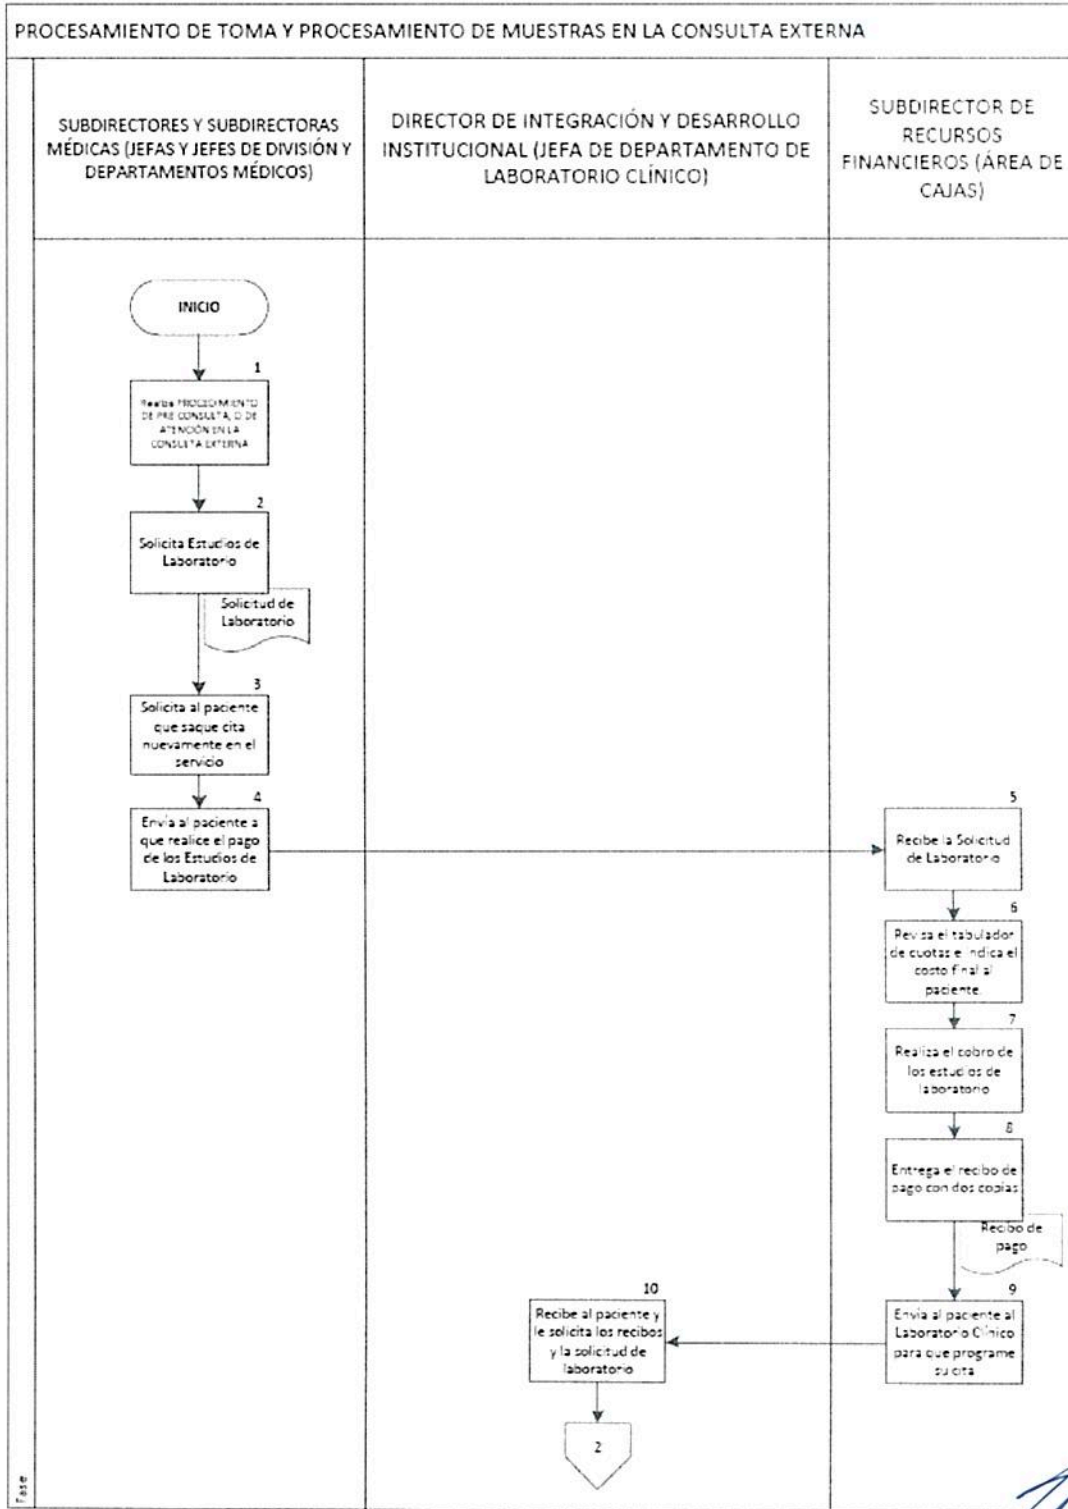 PROCESAMIENTO DE TOMA Y PROCESAMIENTO DE MUESTRAS EN LA CONSULTA EXTERNA
SUBDIRECTORES Y SUBDIRECTORAS
MÉDICAS (JEFAS Y JEFES DE DIVISIÓN Y
DEPARTAMENTOS MÉDICOS)
DIRECTOR DE INTEGRACIÓN Y DESARROLLO
INSTITUCIONAL (JEFA DE DEPARTAMENTO DE
LABORATORIO CLÍNICO)
SUBDIRECTOR DE
RECURSOS
FINANCIEROS (ÁREA DE
CAJAS)
INICIO
1
Realiza PROCEDIMIENTO
DE PRE CONSULTA, O DE
ATENCIÓN EN LA
CONSULTA EXTERNA
2
Solicita Estudios de
Laboratorio
Solicitud de
Laboratorio
3
Solicita al paciente
que saque cita
nuevamente en el
servicio
4
Envía al paciente a
que realice el pago
de los Estudios de
Laboratorio
5
Recibe la Solicitud
de Laboratorio
6
Revisa el tabulador
de cuotas e indica el
costo final al
paciente.
7
Realiza el cobro de
los estudios de
laboratorio
8
Entrega el recibo de
pago con dos copias
Recibo de
pago
9
Envía al paciente al
Laboratorio Clínico
para que programe
su cita
10
Recibe al paciente y
le solicita los recibos
y la solicitud de
laboratorio
2
Fase